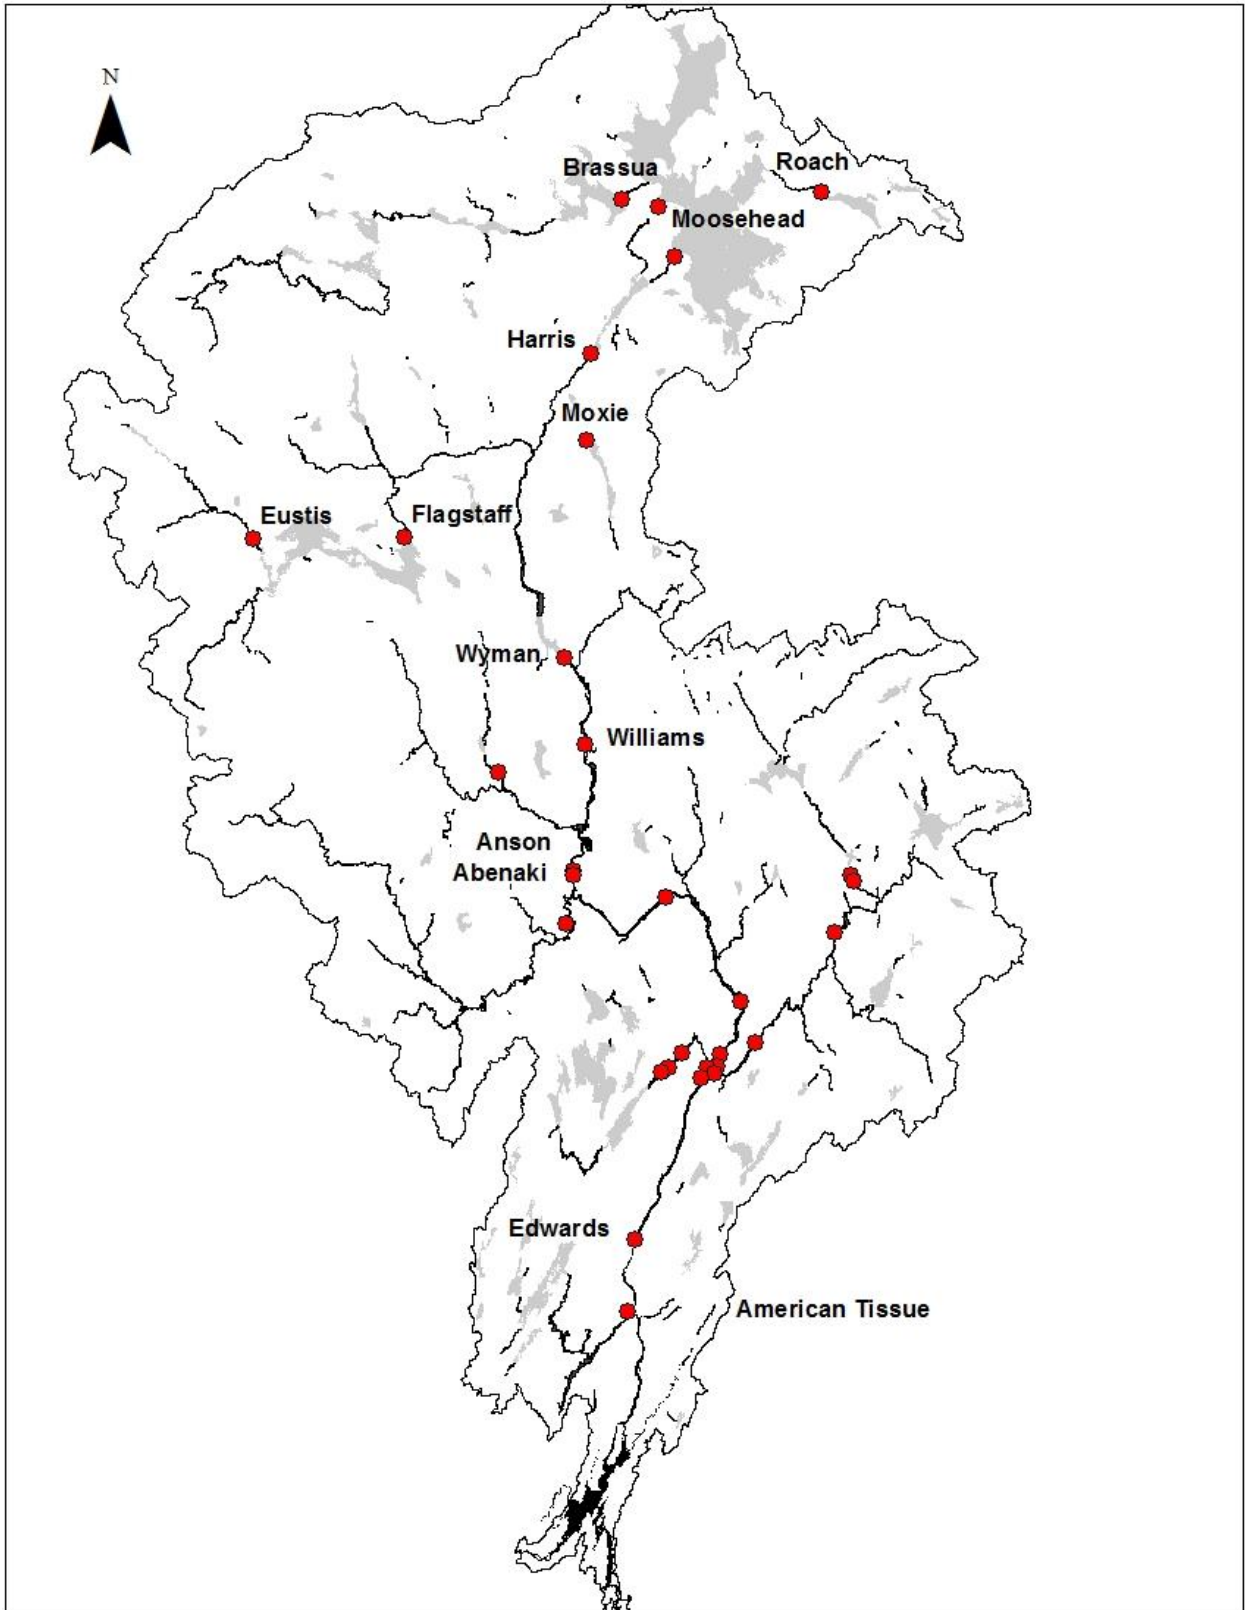 N
Brassua
Roach
Moosehead
Harris
Moxie
Eustis
Flagstaff
Wyman
Williams
Anson
Abenaki
Edwards
American Tissue